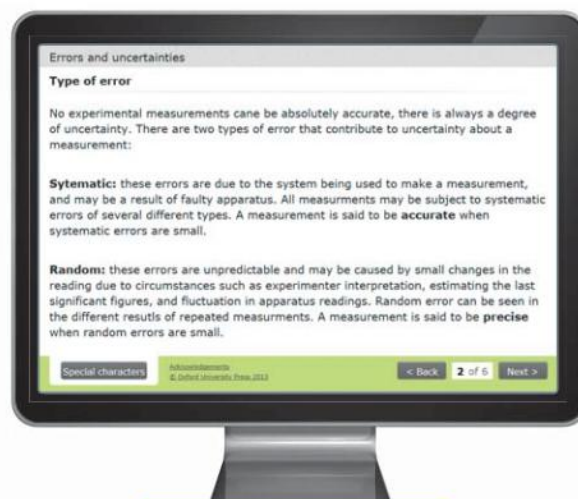 Errors and uncertainties
Type of error
No experimental measurements cane be absolutely accurate, there is always a degree
of uncertainty. There are two types of error that contribute to uncertainty about a
measurement:
Sytematic: these errors are due to the system being used to make a measurement,
and may be a result of faulty apparatus. All measurments may be subject to systematic
errors of several different types. A measurement is said to be accurate when
systematic errors are small.
Random: these errors are unpredictable and may be caused by small changes in the
reading due to circumstances such as experimenter interpretation, estimating the last
significant figures, and fluctuation in apparatus readings. Random error can be seen in
the different resutls of repeated measurments. A measurement is said to be precise
when random errors are small.
Special characters
Acknowledgements
© Oxford University Press 2013
< Back 2 of 6 Next >